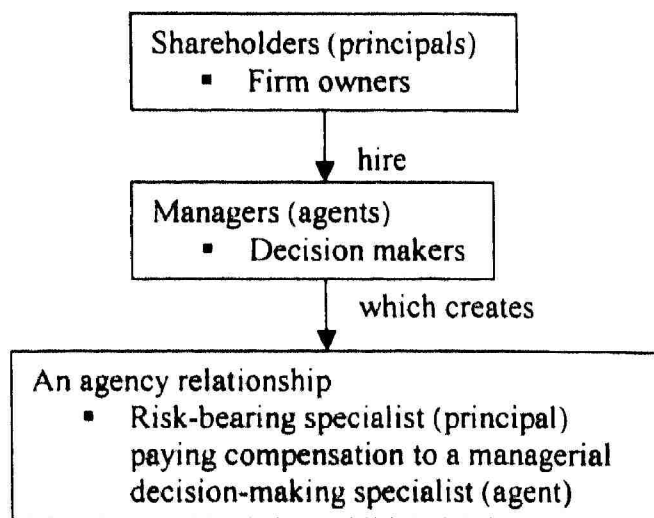 Shareholders (principals)
▪ Firm owners
hire
Managers (agents)
▪ Decision makers
which creates
An agency relationship
▪ Risk-bearing specialist (principal)
paying compensation to a managerial
decision-making specialist (agent)